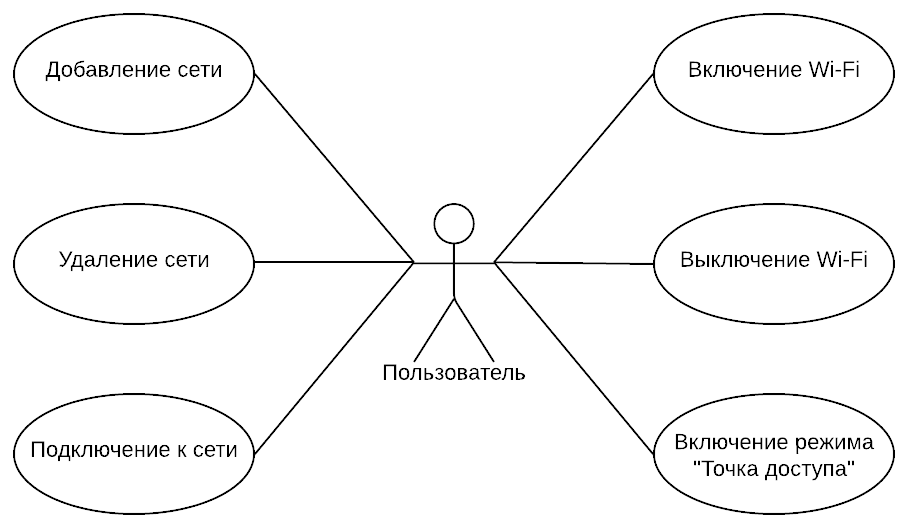 Добавление сети
Включение Wi-Fi
Удаление сети
Выключение Wi-Fi
Пользователь
Подключение к сети
Включение режима
"Точка доступа"